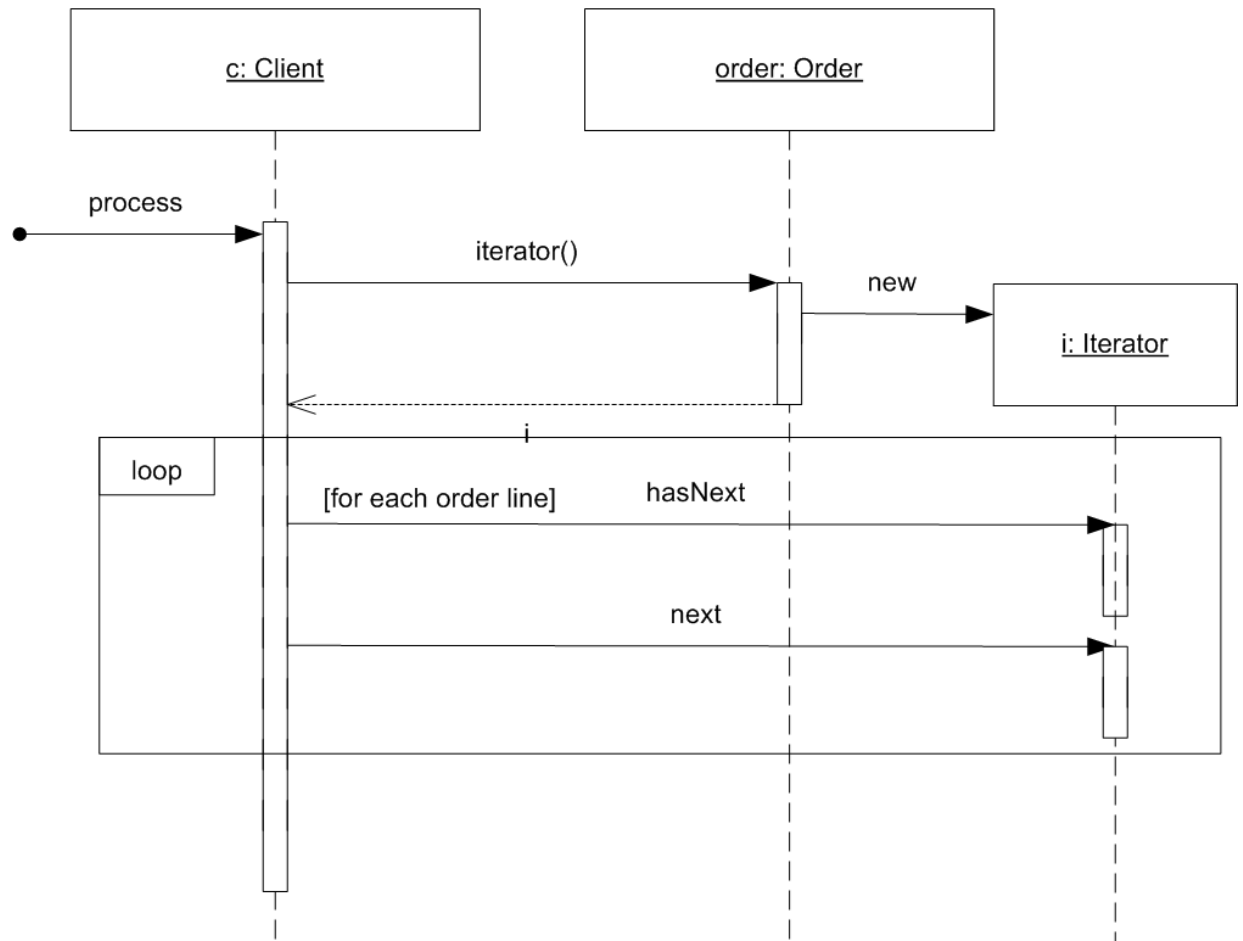 c: Client
order: Order
process
iterator()
new
i: Iterator
i
loop
[for each order line]
hasNext
next